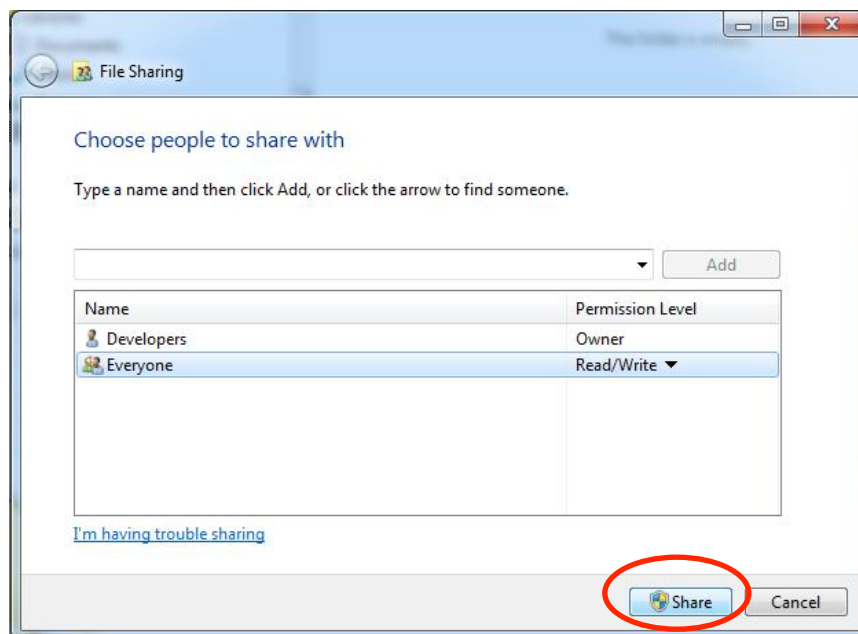 File Sharing
Choose people to share with
Type a name and then click Add, or click the arrow to find someone.
Add
Name Permission Level
Developers Owner
Everyone Read/Write
I'm having trouble sharing
Share Cancel